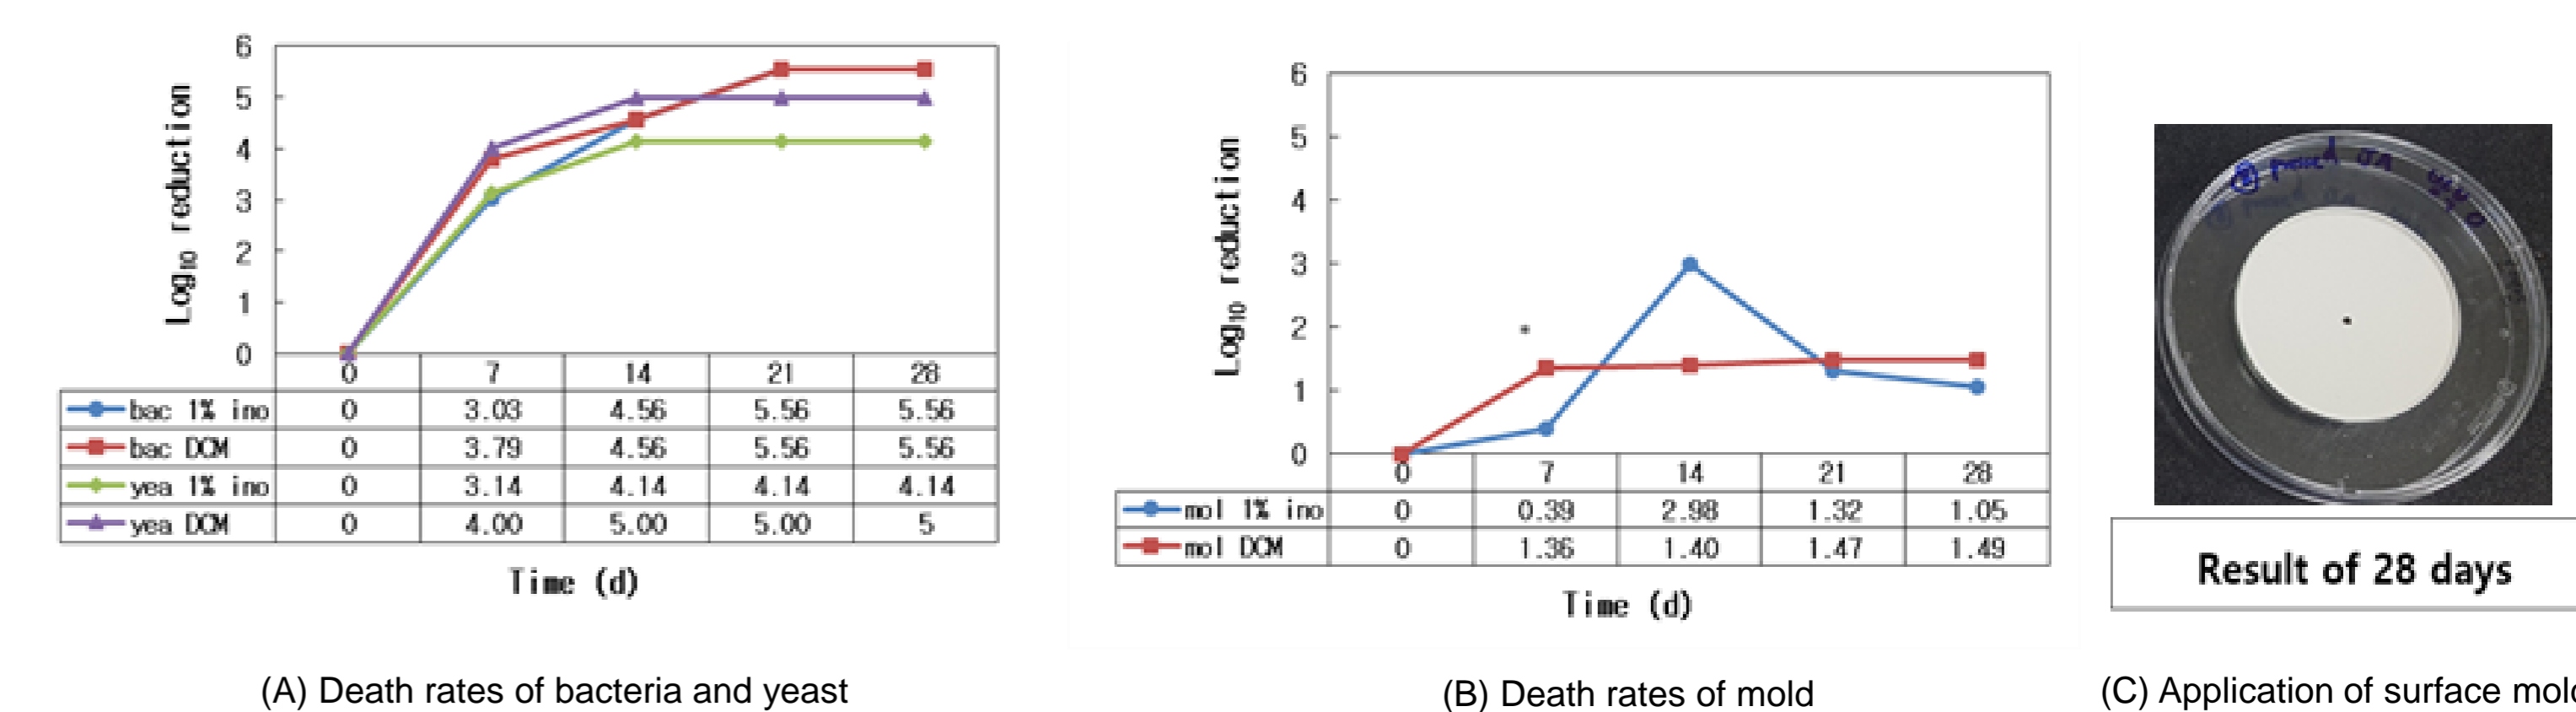 6
5
4
3
2
1
0
Log10 reduction
0 7 14 21 28
bac 1% ino 0 3.03 4.56 5.56 5.56
bac DCM 0 3.79 4.56 5.56 5.56
yea 1% ino 0 3.14 4.14 4.14 4.14
yea DCM 0 4.00 5.00 5.00 5
Time (d)
(A) Death rates of bacteria and yeast
6
5
4
3
2
1
0
Log10 reduction
0 7 14 21 28
mol 1% ino 0 0.39 2.98 1.32 1.05
mol DCM 0 1.36 1.40 1.47 1.49
Time (d)
(B) Death rates of mold
Result of 28 days
(C) Application of surface mold